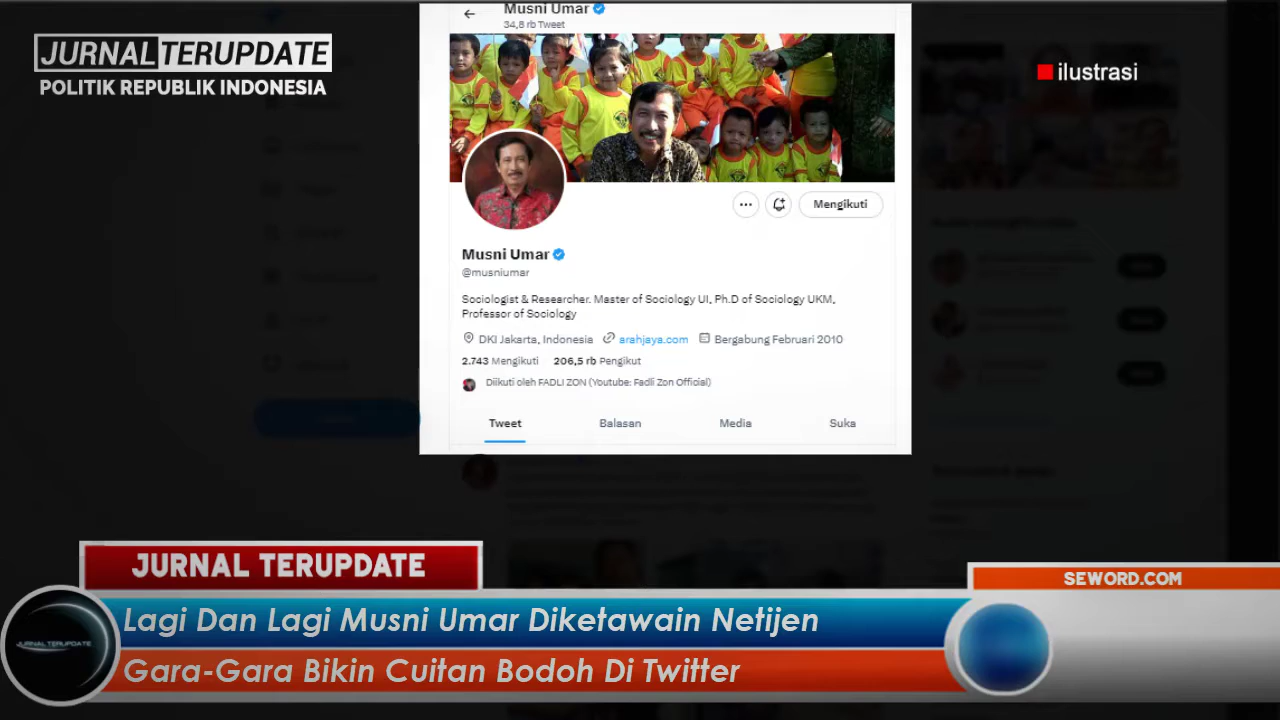 JURNALTERUPDATE
POLITIK REPUBLIK INDONESIA
ilustrasi
Musni Umar
34,8 rb Tweet
Mengikuti
Musni Umar
@musniumar
Sociologist & Researcher. Master of Sociology UI, Ph.D of Sociology UKM,
Professor of Sociology
DKI Jakarta, Indonesia arahjaya.com Bergabung Februari 2010
2.743 Mengikuti 206,5 rb Pengikut
Diikuti oleh FADLI ZON (Youtube: Fadli Zon Official)
Tweet Balasan Media Suka
JURNAL TERUPDATE
SEWORD.COM
Lagi Dan Lagi Musni Umar Diketawain Netijen
JURNAL TERUPDATE
Gara-Gara Bikin Cuitan Bodoh Di Twitter